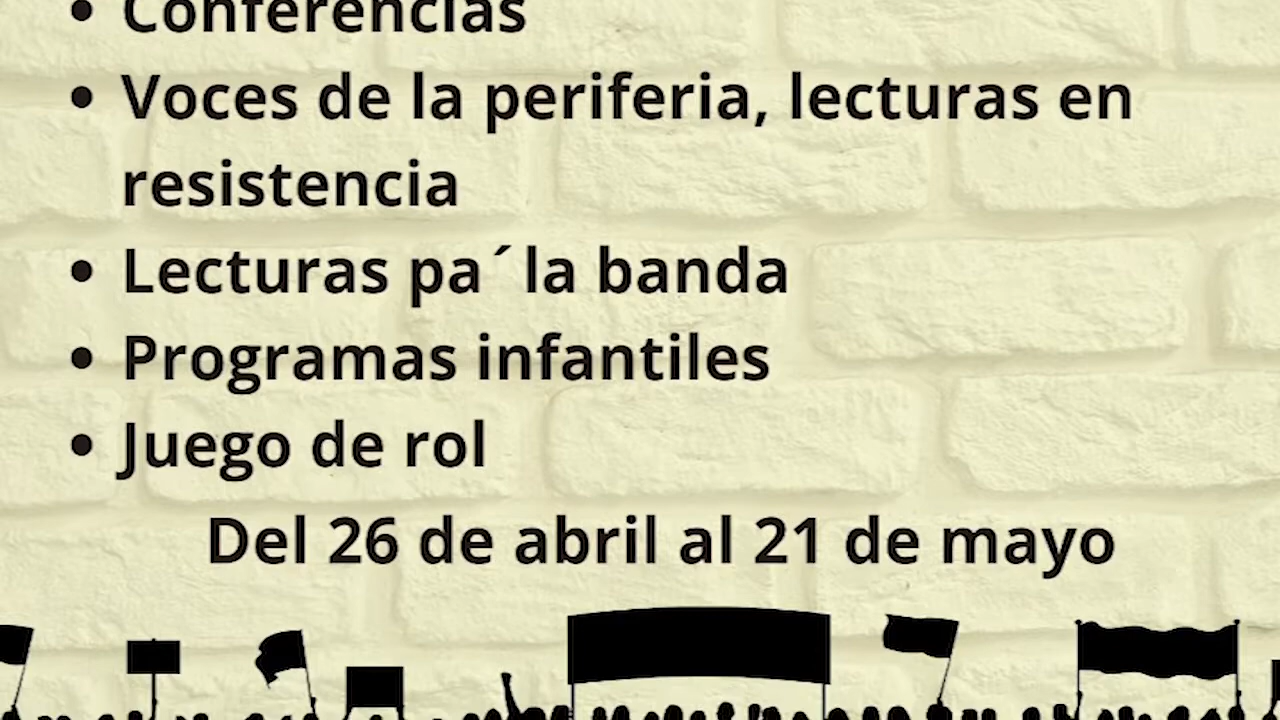 • Conferencias
• Voces de la periferia, lecturas en
resistencia
• Lecturas pa´la banda
• Programas infantiles
• Juego de rol
Del 26 de abril al 21 de mayo